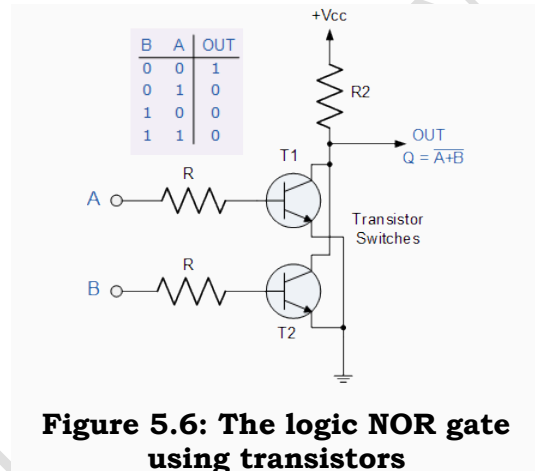 +Vcc
B A OUT
0 0 1
0 1 0
1 0 0
1 1 0
R2
OUT
Q = \overline{A+B}
T1
R
A
Transistor
Switches
R
B
T2
Figure 5.6: The logic NOR gate
using transistors